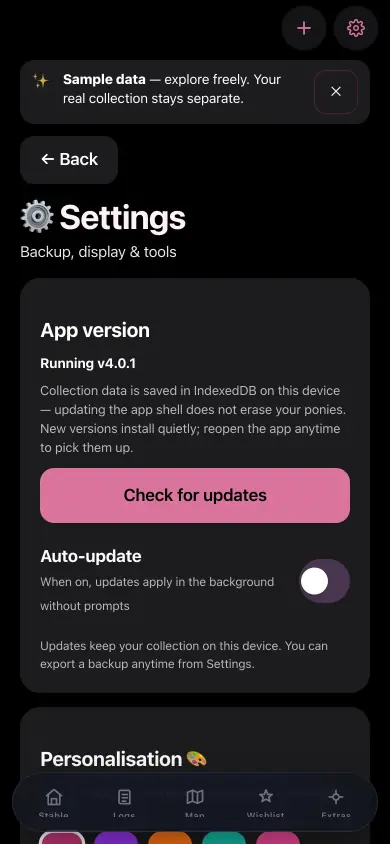 Sample data — explore freely. Your
real collection stays separate.
← Back
Settings
Backup, display & tools
App version
Running v4.0.1
Collection data is saved in IndexedDB on this device
— updating the app shell does not erase your ponies.
New versions install quietly; reopen the app anytime
to pick them up.
Check for updates
Auto-update
When on, updates apply in the background
without prompts
Updates keep your collection on this device. You can
export a backup anytime from Settings.
Personalisation
Stable Logs Map Wishlist Extras